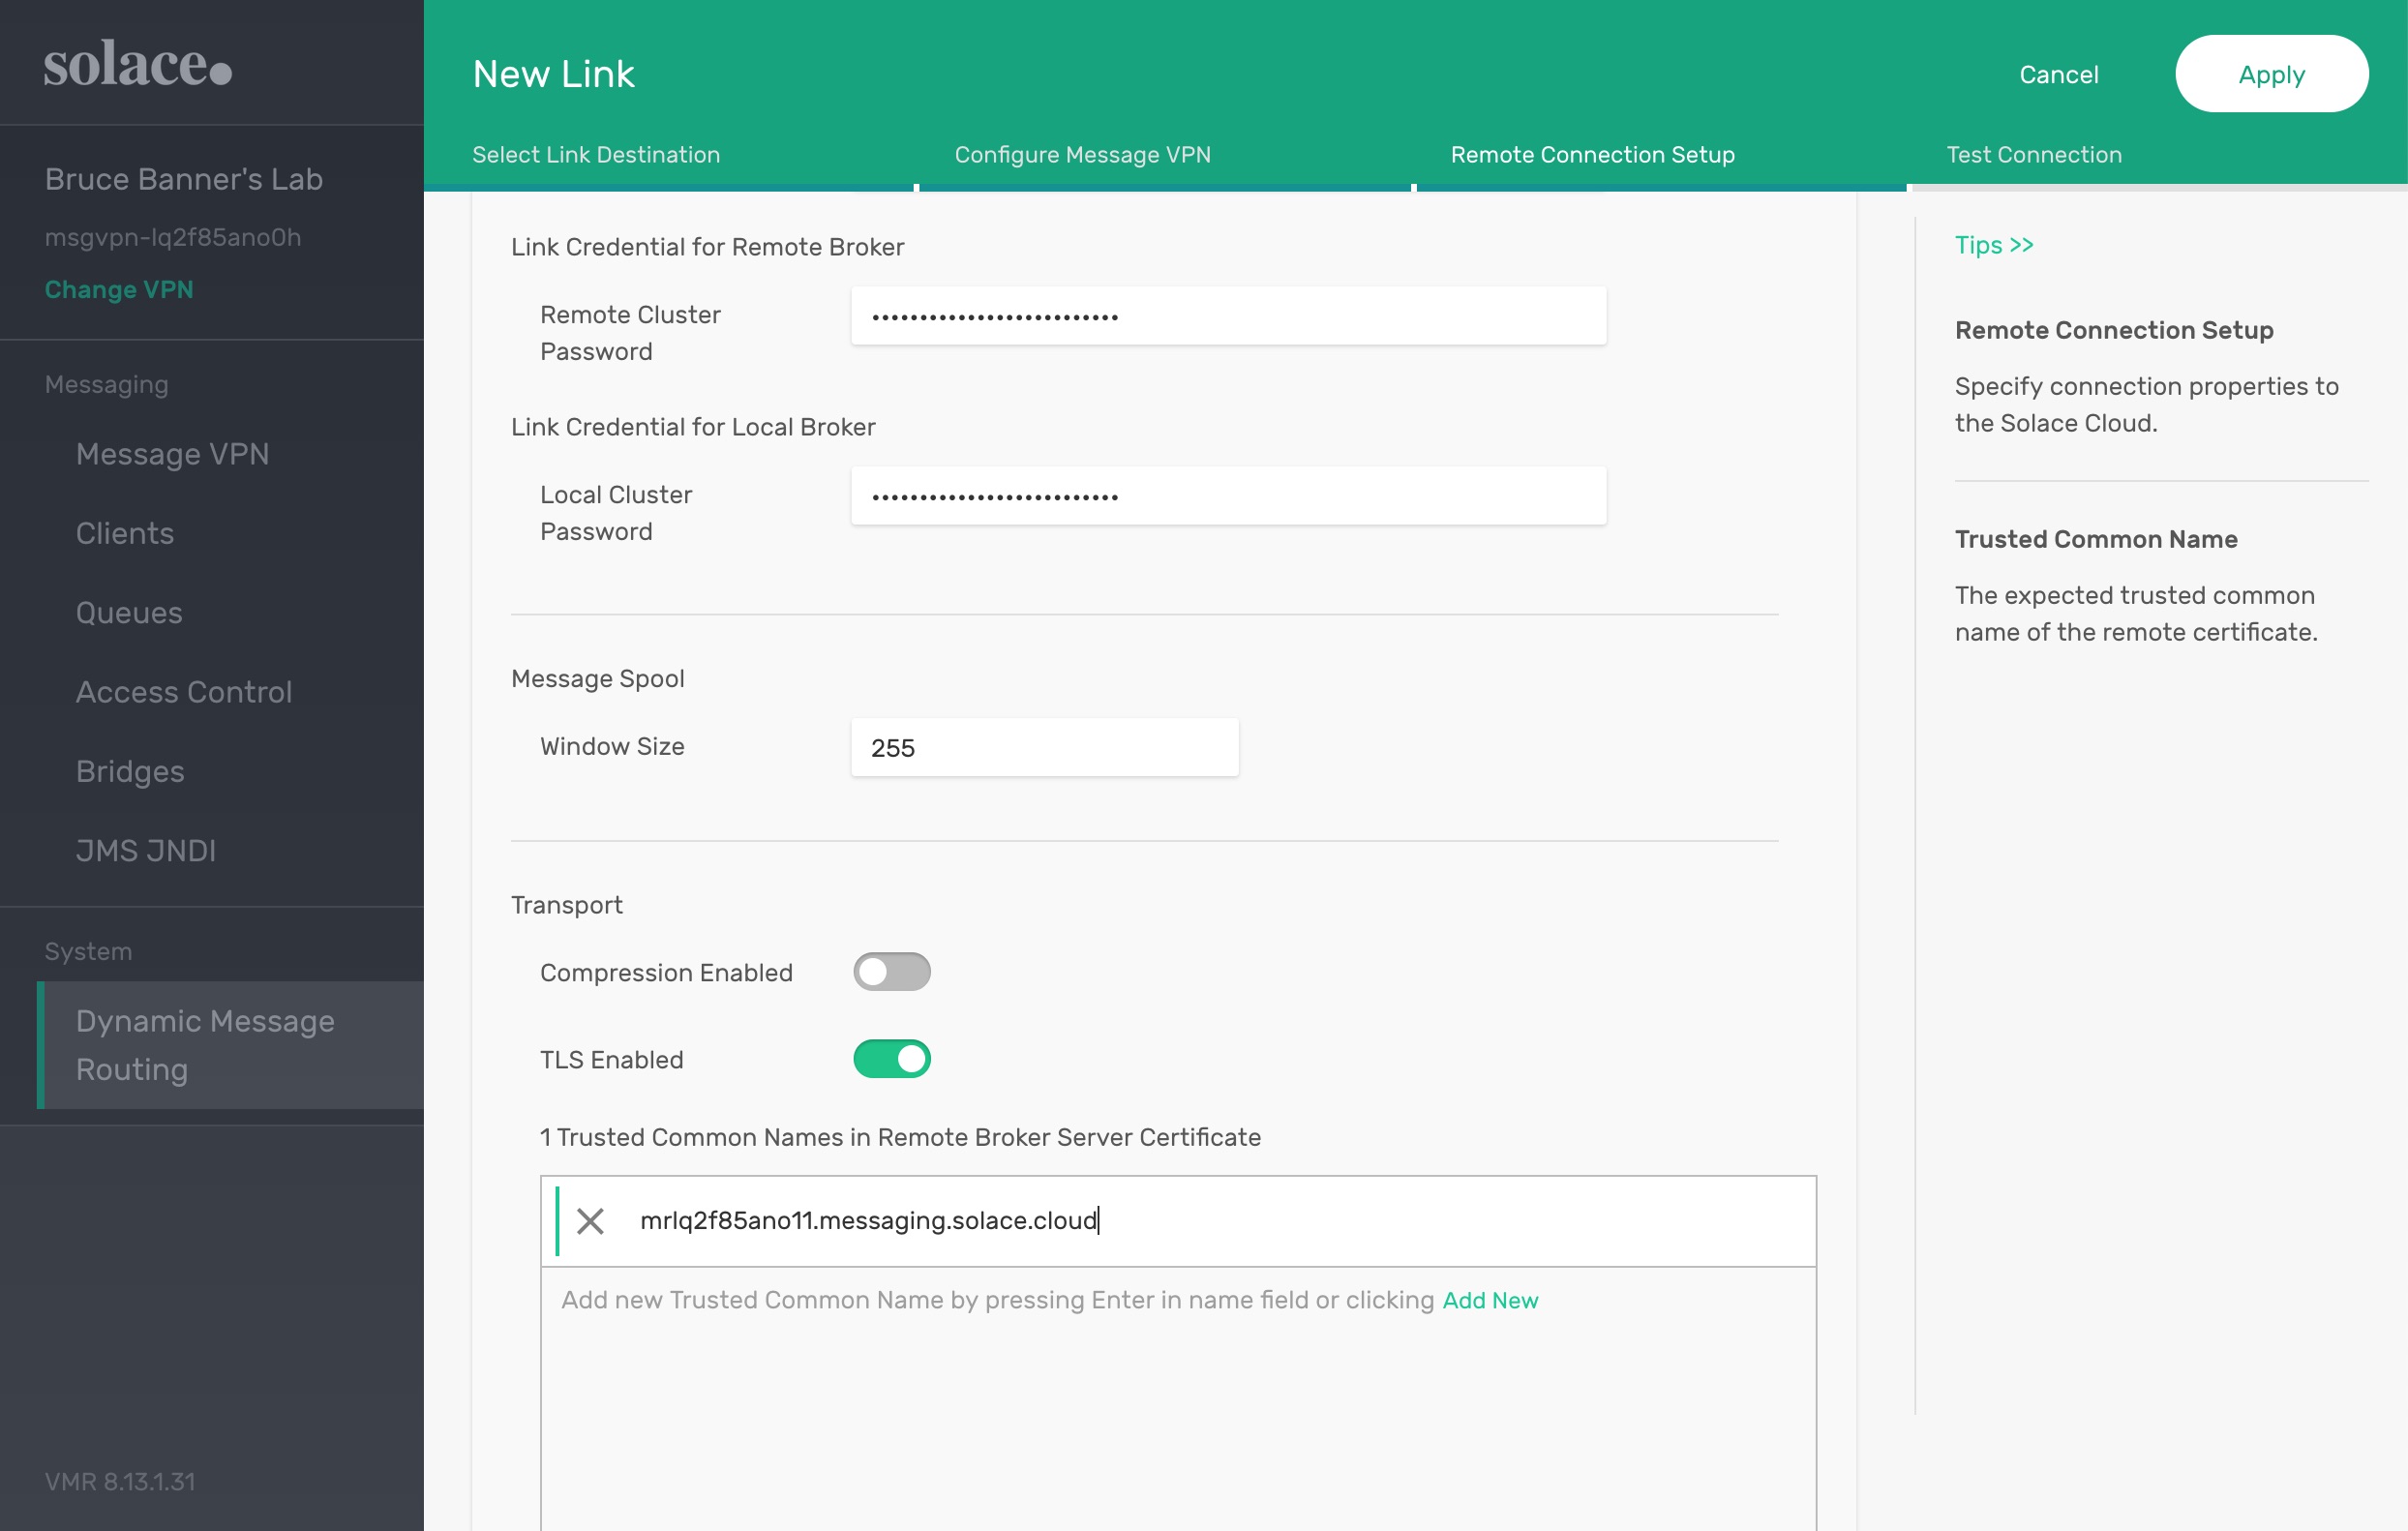 solace.
Bruce Banner's Lab
msgvpn-lq2f85ano0h
Change VPN
Messaging
Message VPN
Clients
Queues
Access Control
Bridges
JMS JNDI
System
Dynamic Message
Routing
VMR 8.13.1.31
New Link
Cancel
Apply
Select Link Destination
Configure Message VPN
Remote Connection Setup
Test Connection
Link Credential for Remote Broker
Remote Cluster
Password
••••••••••••••••••••••••••
Link Credential for Local Broker
Local Cluster
Password
••••••••••••••••••••••••••
Message Spool
Window Size
255
Transport
Compression Enabled
TLS Enabled
1 Trusted Common Names in Remote Broker Server Certificate
mrlq2f85ano11.messaging.solace.cloud
Add new Trusted Common Name by pressing Enter in name field or clicking Add New
Tips >>
Remote Connection Setup
Specify connection properties to
the Solace Cloud.
Trusted Common Name
The expected trusted common
name of the remote certificate.